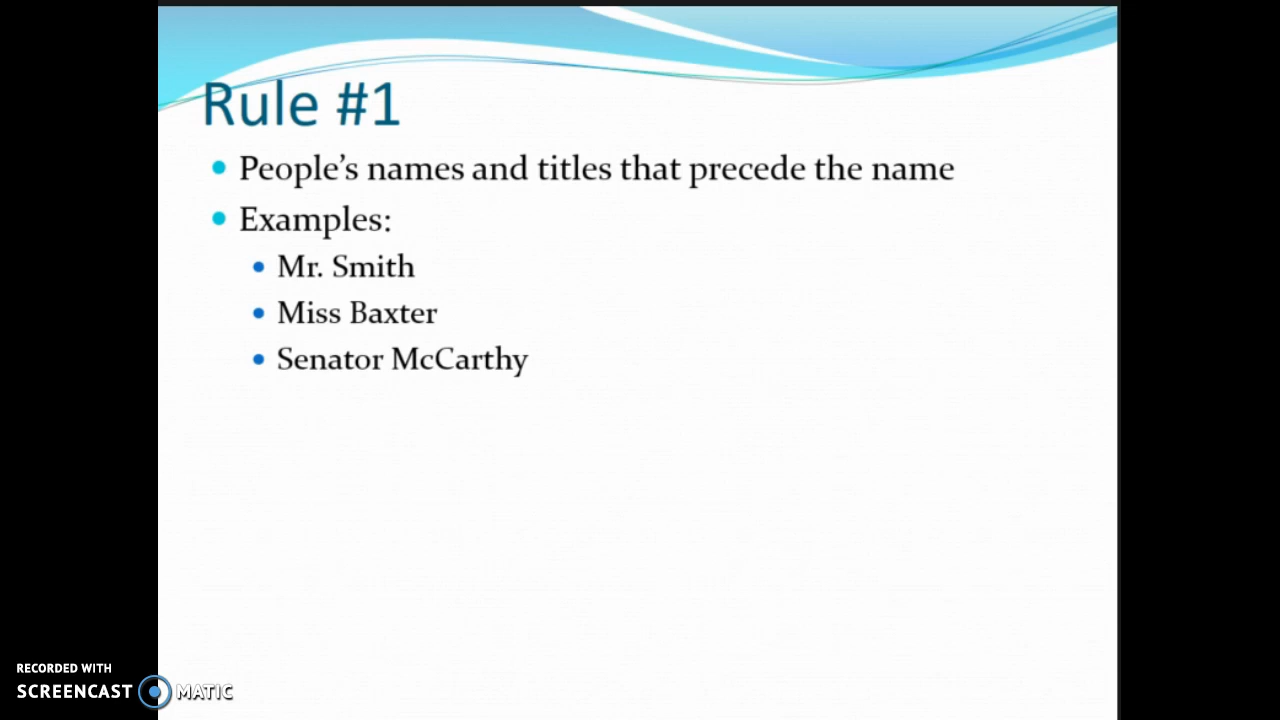 Rule #1
People’s names and titles that precede the name
Examples:
Mr. Smith
Miss Baxter
Senator McCarthy
RECORDED WITH
SCREENCAST MATIC